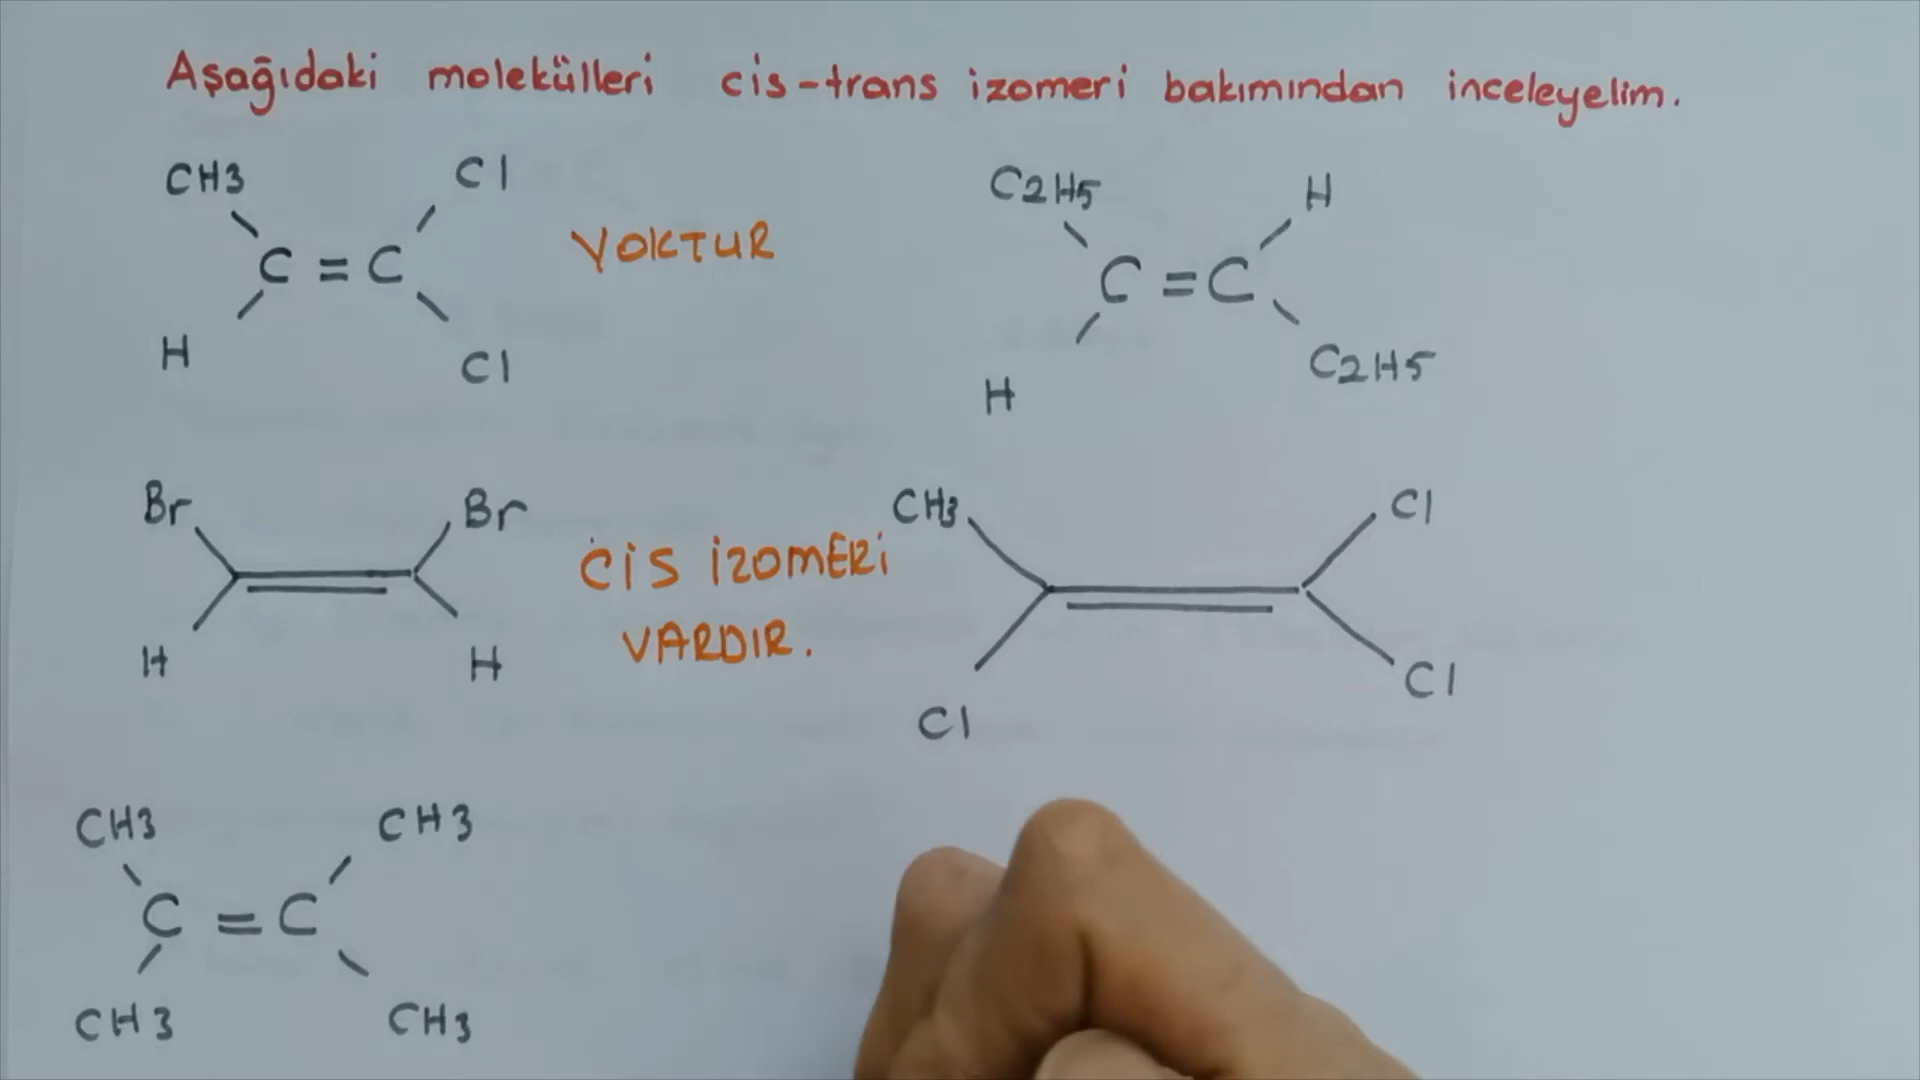 Aşağıdaki molekülleri cis-trans izomeri bakımından inceleyelim.
CH3 Cl
C = C
H Cl
YOKTUR
C2H5 H
C = C
H C2H5
Br Br
H H
CİS İZOMERİ
VARDIR.
CH3 Cl
Cl Cl
CH3 CH3
C = C
CH3 CH3